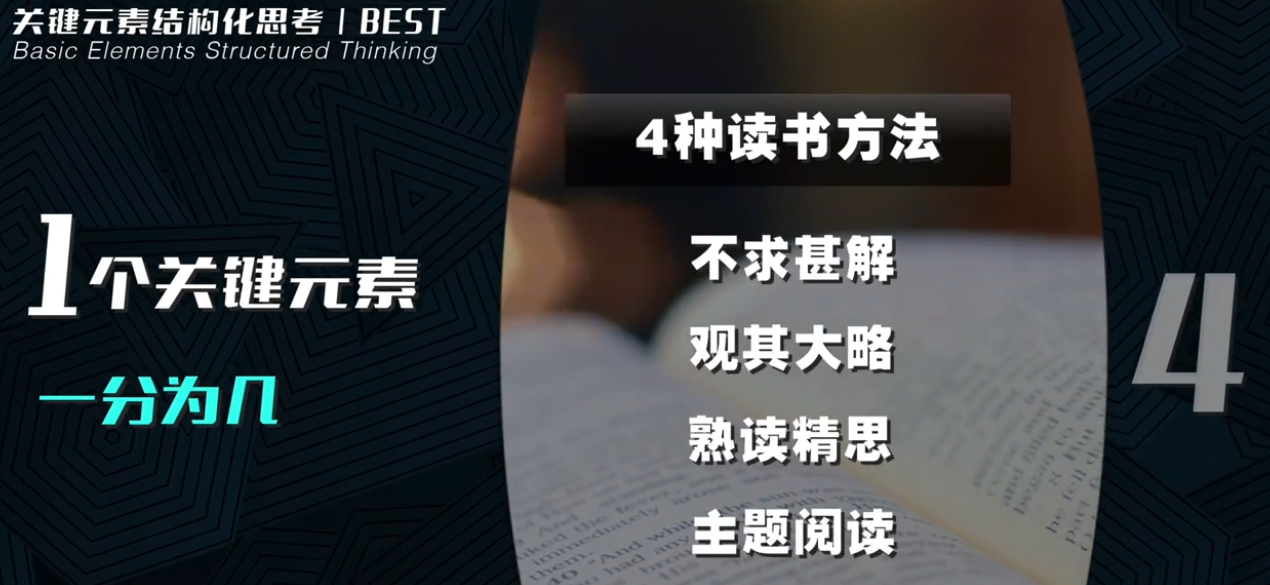 关键元素结构化思考 | BEST
Basic Elements Structured Thinking
1个关键元素
一分为几
4种读书方法
不求甚解
观其大略
熟读精思
主题阅读
4